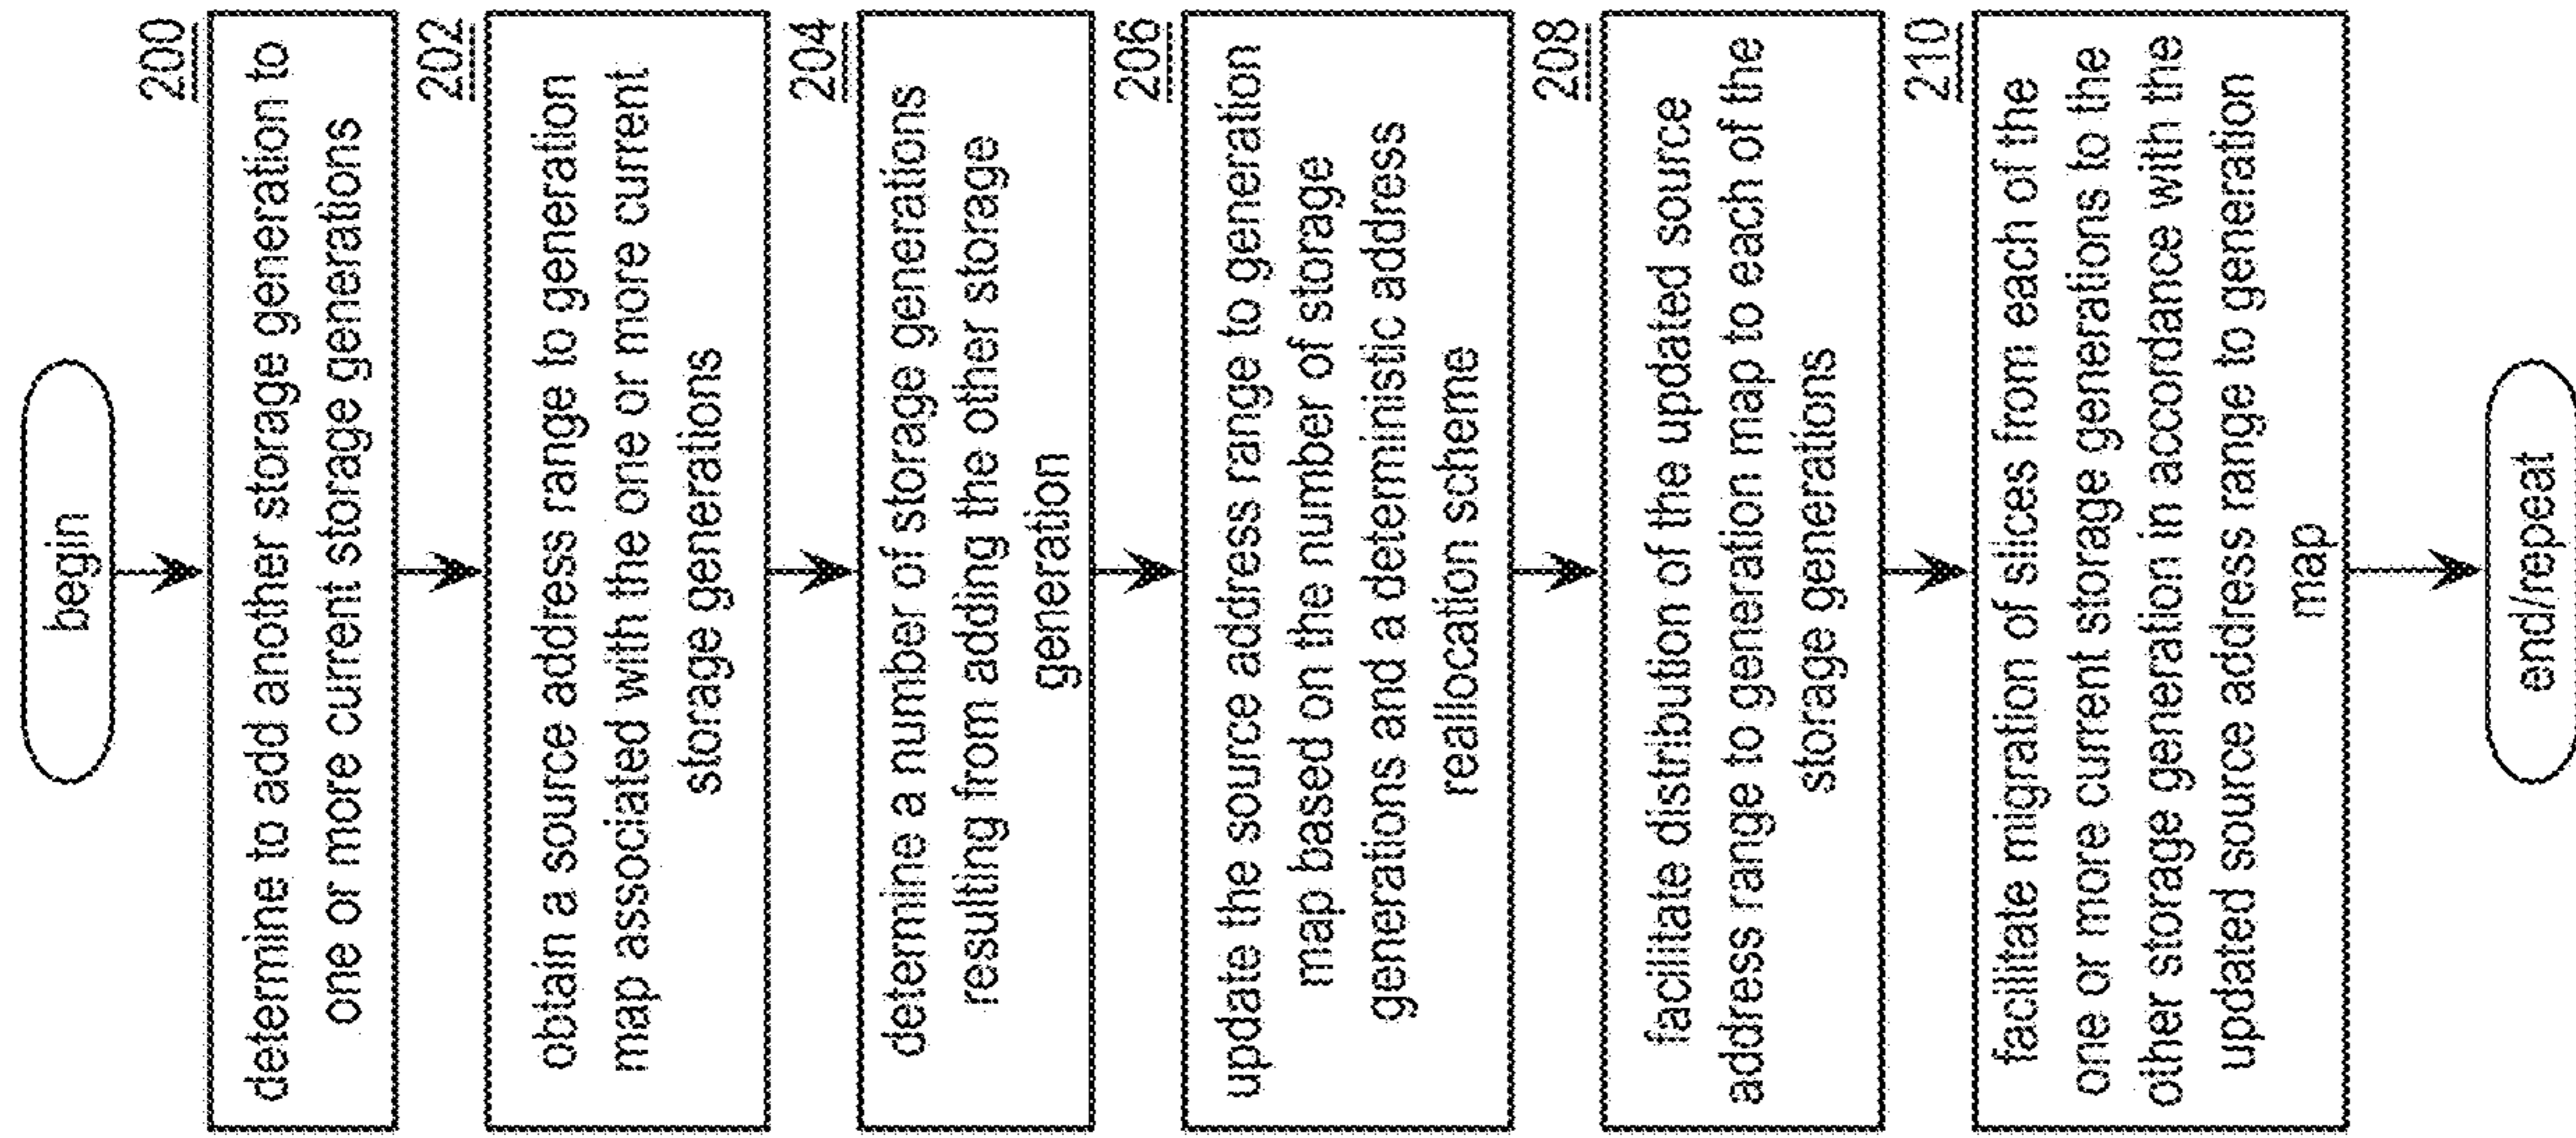 begin
200
determine to add another storage generation to
one or more current storage generations
202
obtain a source address range to generation
map associated with the one or more current
storage generations
204
determine a number of storage generations
resulting from adding the other storage
generation
206
update the source address range to generation
map based on the number of storage
generations and a deterministic address
reallocation scheme
208
facilitate distribution of the updated source
address range to generation map to each of the
storage generations
210
facilitate migration of slices from each of the
one or more current storage generations to the
other storage generation in accordance with the
updated source address range to generation
map
end/repeat